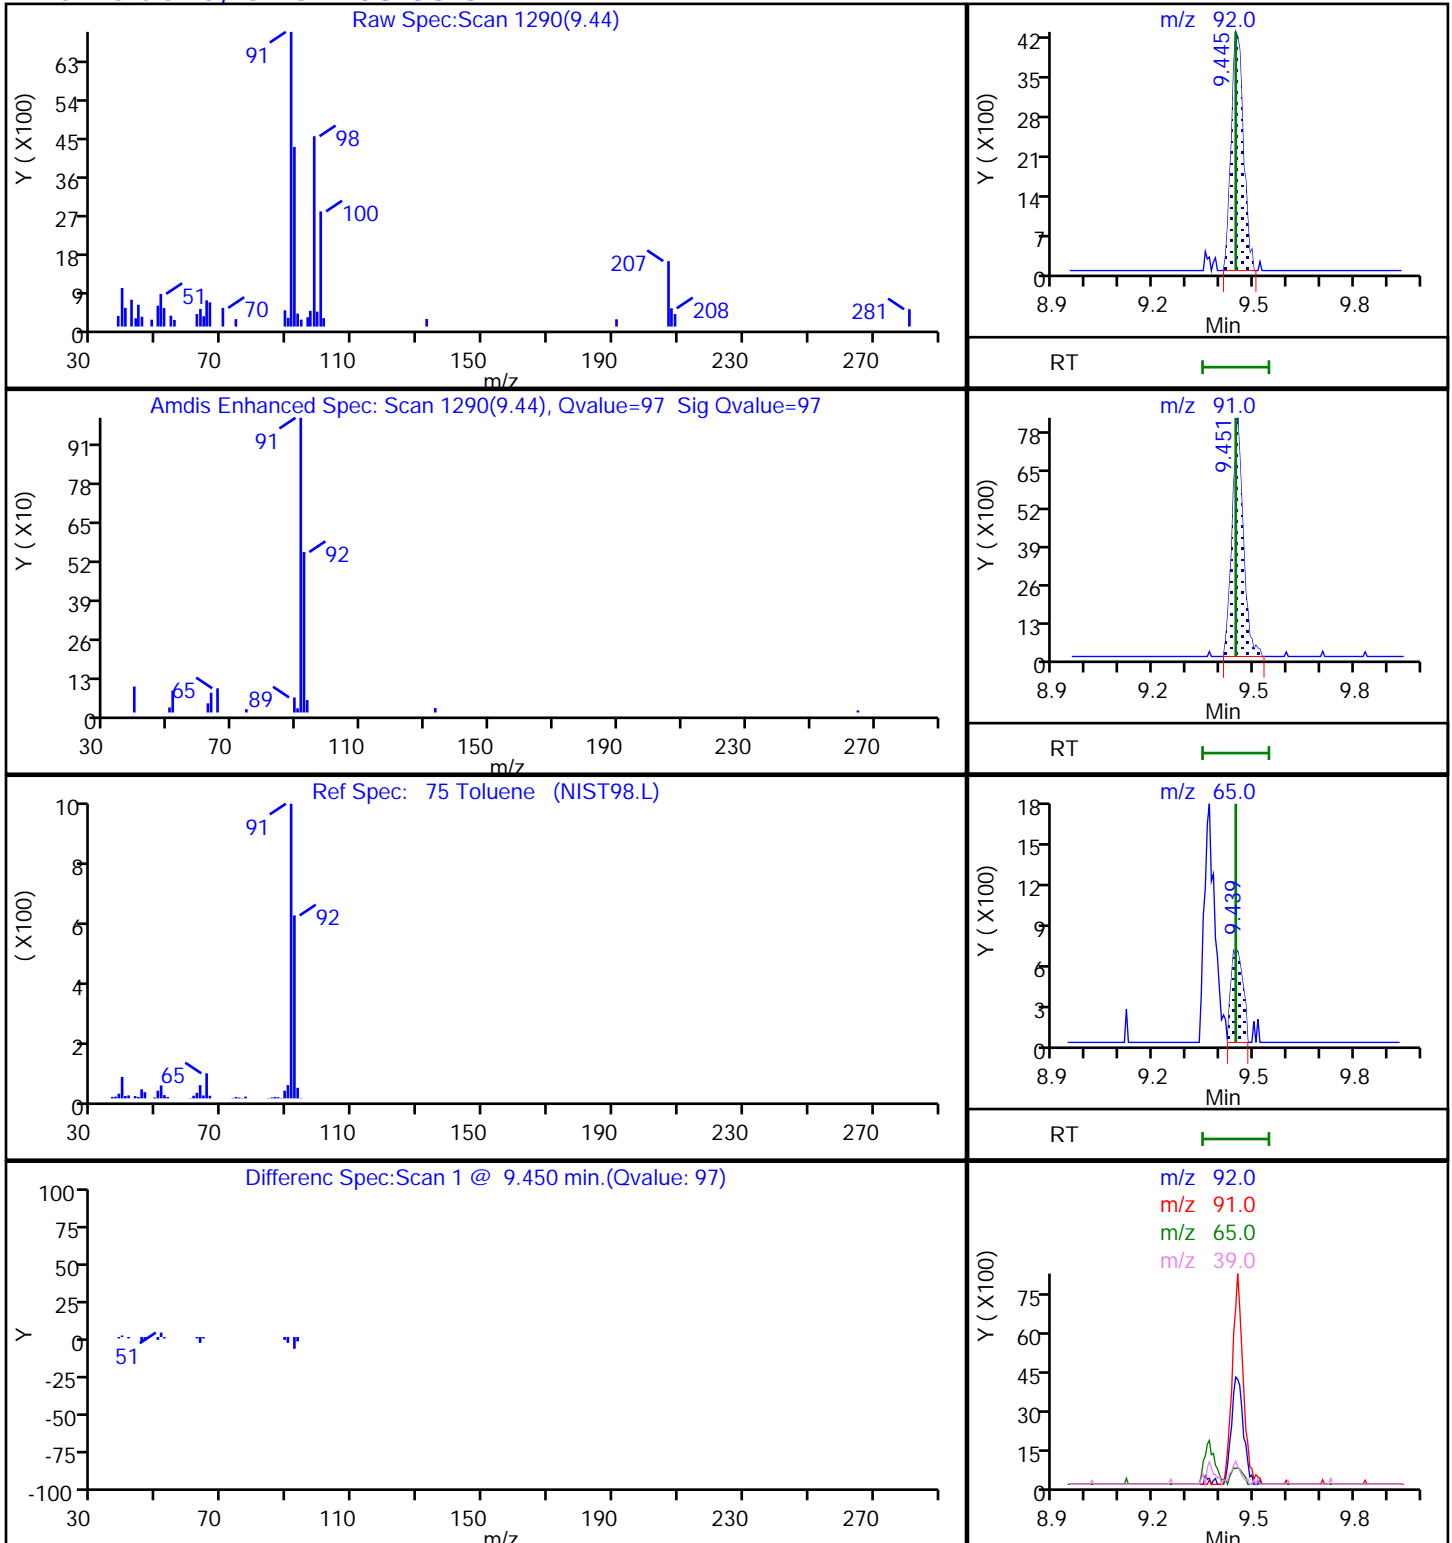 Raw Spec:Scan 1290(9.44)
Y ( X100)
63
54
45
36
27
18
9
0
91
98
100
51
70
207
208
281
30 70 110 150 190 230 270
m/z
m/z 92.0
Y ( X100)
42
35
28
21
14
7
0
9.445
8.9 9.2 9.5 9.8
Min
RT
Amdis Enhanced Spec: Scan 1290(9.44), Qvalue=97 Sig Qvalue=97
Y ( X10)
91
78
65
52
39
26
13
0
91
92
65
89
30 70 110 150 190 230 270
m/z
m/z 91.0
Y ( X100)
78
65
52
39
26
13
0
9.451
8.9 9.2 9.5 9.8
Min
RT
Ref Spec: 75 Toluene (NIST98.L)
( X100)
10
8
6
4
2
0
91
92
65
30 70 110 150 190 230 270
m/z 65.0
Y ( X100)
18
15
12
9
6
3
0
9.439
8.9 9.2 9.5 9.8
Min
RT
Differenc Spec:Scan 1 @ 9.450 min.(Qvalue: 97)
Y
100
75
50
25
0
-25
-50
-75
-100
51
30 70 110 150 190 230 270
m/z
m/z 92.0
m/z 91.0
m/z 65.0
m/z 39.0
Y ( X100)
75
60
45
30
15
0
8.9 9.2 9.5 9.8
Min